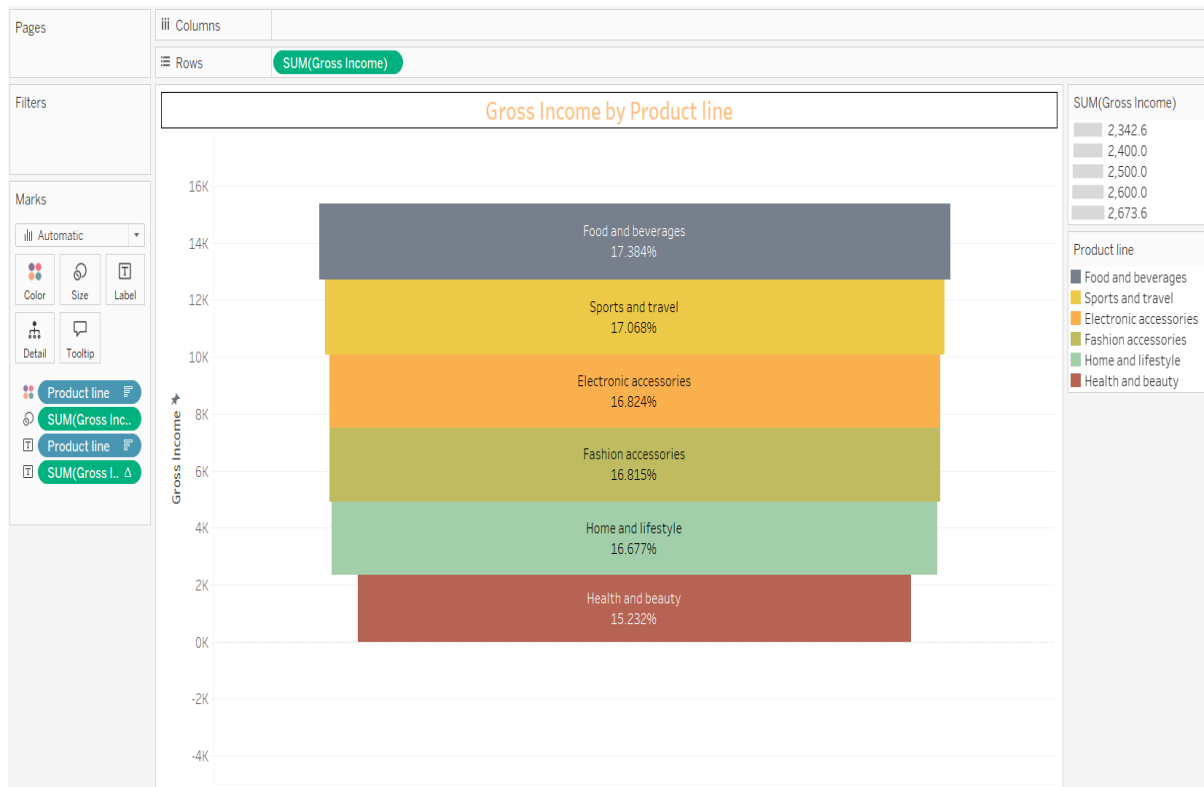 Pages
Columns
Rows
SUM(Gross Income)
Filters
Marks
Automatic
Color
Size
Label
Detail
Tooltip
Product line
SUM(Gross Inc..
Product line
SUM(Gross I.. Δ
Gross Income by Product line
Gross Income
16K
14K
12K
10K
8K
6K
4K
2K
0K
-2K
-4K
Food and beverages
17.384%
Sports and travel
17.068%
Electronic accessories
16.824%
Fashion accessories
16.815%
Home and lifestyle
16.677%
Health and beauty
15.232%
SUM(Gross Income)
2,342.6
2,400.0
2,500.0
2,600.0
2,673.6
Product line
Food and beverages
Sports and travel
Electronic accessories
Fashion accessories
Home and lifestyle
Health and beauty